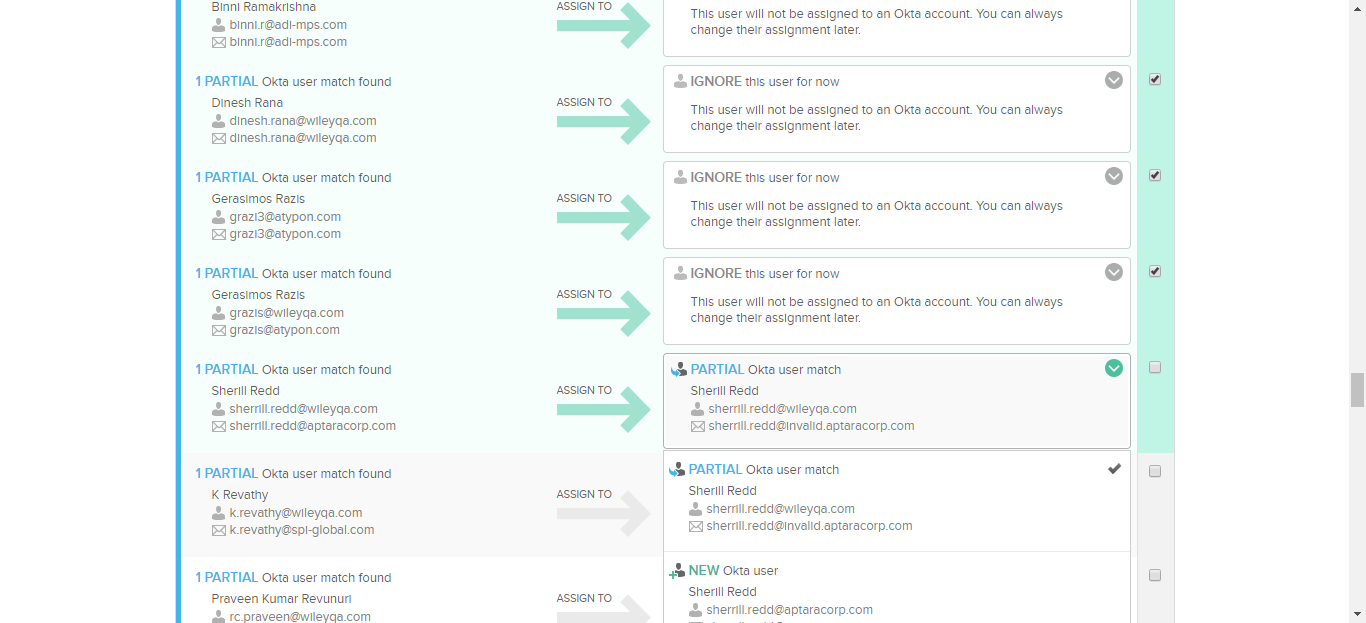 Binni Ramakrishna
binni.r@adi-mps.com
binni.r@adi-mps.com
ASSIGN TO
This user will not be assigned to an Okta account. You can always
change their assignment later.
1 PARTIAL Okta user match found
Dinesh Rana
dinesh.rana@wileyqa.com
dinesh.rana@wileyqa.com
ASSIGN TO
IGNORE this user for now
This user will not be assigned to an Okta account. You can always
change their assignment later.
1 PARTIAL Okta user match found
Gerasimos Razis
grazi3@atypon.com
grazi3@atypon.com
ASSIGN TO
IGNORE this user for now
This user will not be assigned to an Okta account. You can always
change their assignment later.
1 PARTIAL Okta user match found
Gerasimos Razis
grazis@wileyqa.com
grazis@atypon.com
ASSIGN TO
IGNORE this user for now
This user will not be assigned to an Okta account. You can always
change their assignment later.
1 PARTIAL Okta user match found
Sherill Redd
sherrill.redd@wileyqa.com
sherrill.redd@aptaracorp.com
ASSIGN TO
PARTIAL Okta user match
Sherill Redd
sherrill.redd@wileyqa.com
sherrill.redd@invalid.aptaracorp.com
1 PARTIAL Okta user match found
K Revathy
k.revathy@wileyqa.com
k.revathy@spi-global.com
ASSIGN TO
PARTIAL Okta user match
Sherill Redd
sherrill.redd@wileyqa.com
sherrill.redd@invalid.aptaracorp.com
1 PARTIAL Okta user match found
Praveen Kumar Revunuri
rc.praveen@wileyqa.com
ASSIGN TO
NEW Okta user
Sherill Redd
sherrill.redd@aptaracorp.com